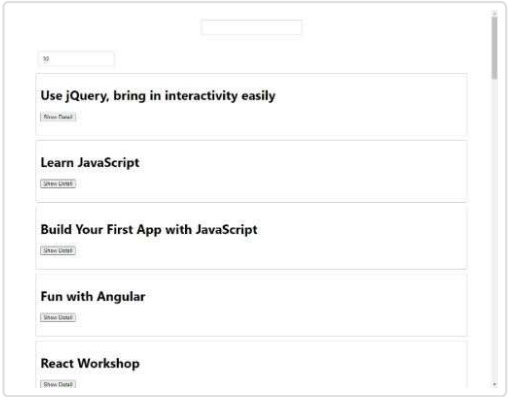 10
Use jQuery, bring in interactivity easily
Show Detail
Learn JavaScript
Show Detail
Build Your First App with JavaScript
Show Detail
Fun with Angular
Show Detail
React Workshop
Show Detail